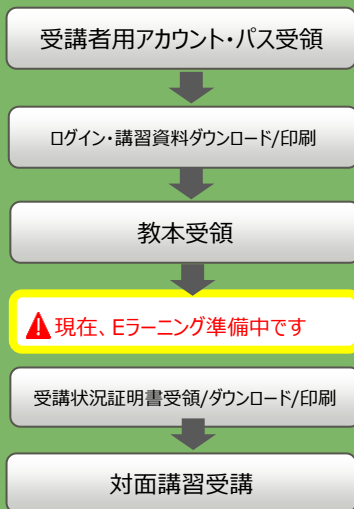 受講者用アカウント・パス受領
ログイン・講習資料ダウンロード/印刷
教本受領
現在、Eラーニング準備中です
受講状況証明書受領/ダウンロード/印刷
対面講習受講